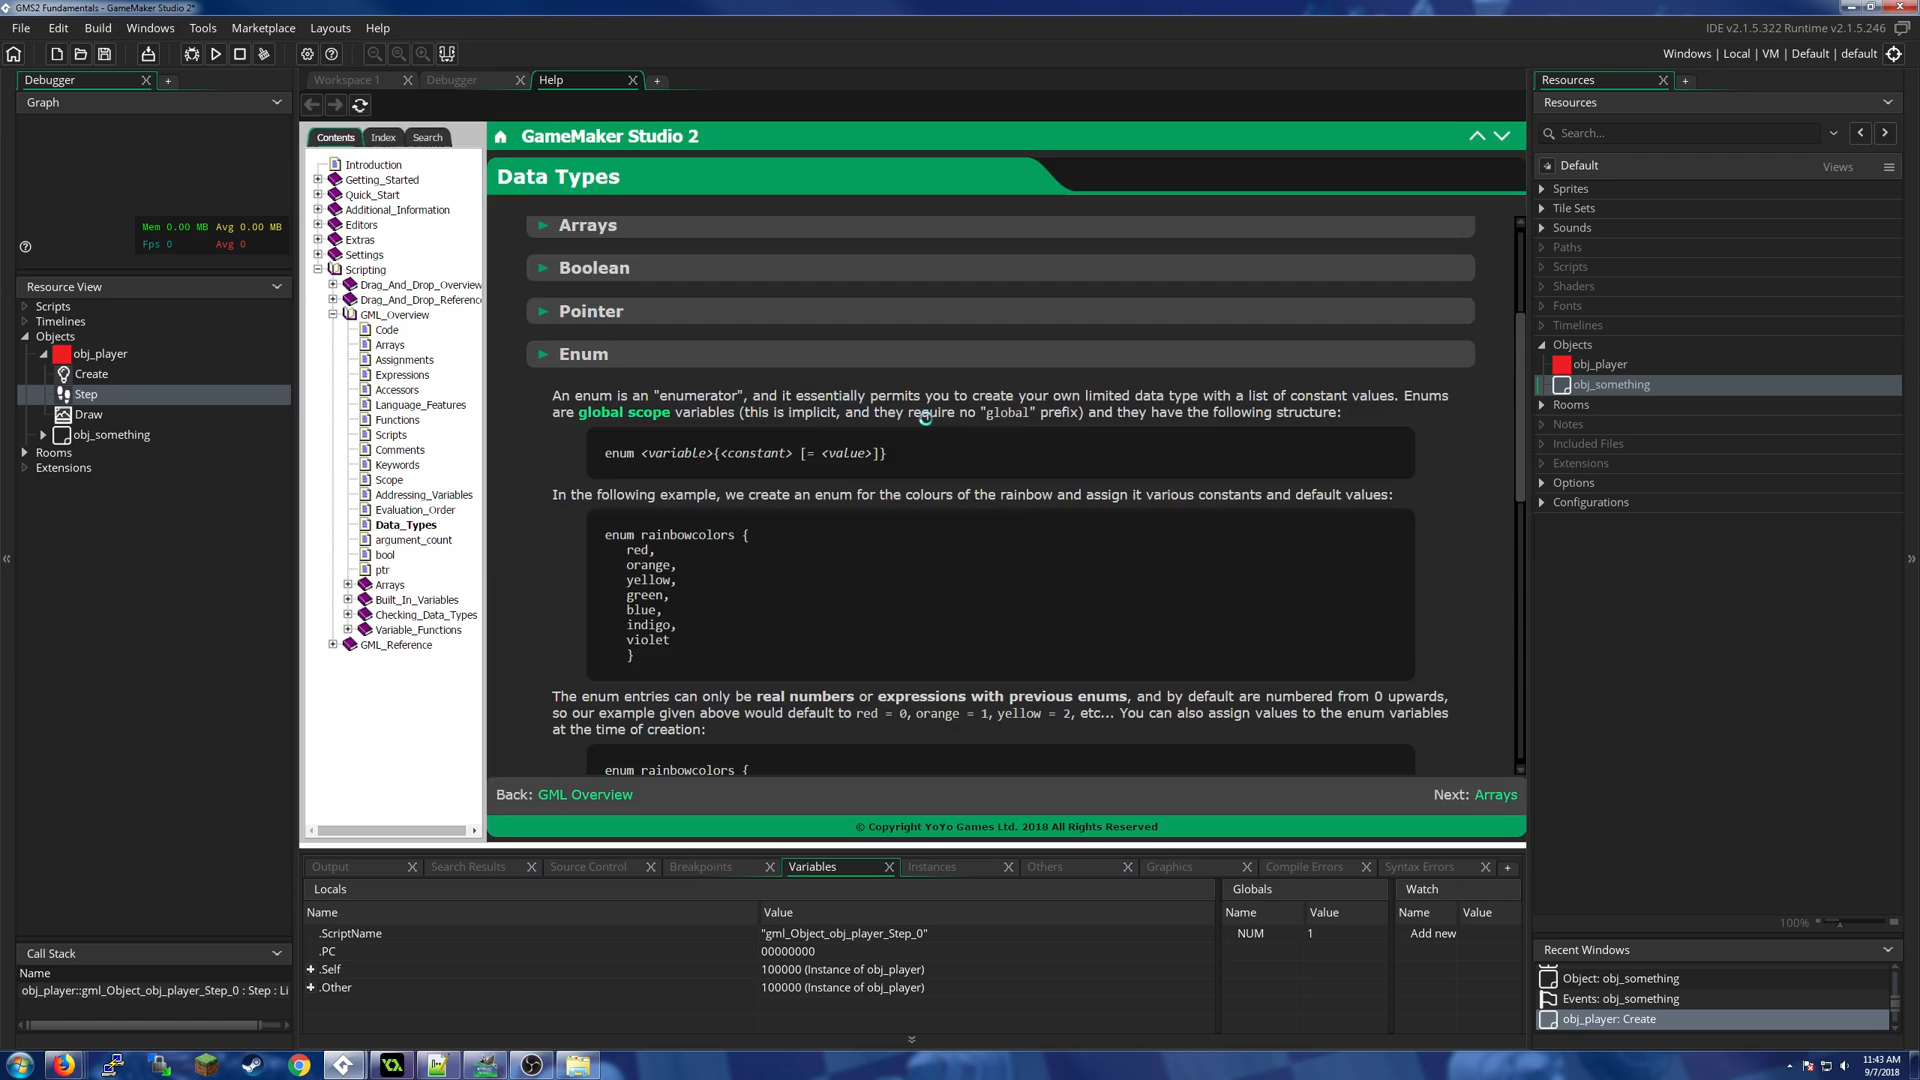 GMS2 Fundamentals - GameMaker Studio 2*
File Edit Build Windows Tools Marketplace Layouts Help
IDE v2.1.5.322 Runtime v2.1.5.246
Windows | Local | VM | Default | default
Debugger
Graph
Mem 0.00 MB Avg 0.00 MB
Fps 0 Avg 0
Resource View
Scripts
Timelines
Objects
obj_player
Create
Step
Draw
obj_something
Rooms
Extensions
Call Stack
Name
obj_player::gml_Object_obj_player_Step_0 : Step : Li
Workspace 1 Debugger Help
Contents Index Search
Introduction
Getting_Started
Quick_Start
Additional_Information
Editors
Extras
Settings
Scripting
Drag_And_Drop_Overview
Drag_And_Drop_Reference
GML_Overview
Code
Arrays
Assignments
Expressions
Accessors
Language_Features
Functions
Scripts
Comments
Keywords
Scope
Addressing_Variables
Evaluation_Order
Data_Types
argument_count
bool
ptr
Arrays
Built_In_Variables
Checking_Data_Types
Variable_Functions
GML_Reference
GameMaker Studio 2
Data Types
Arrays
Boolean
Pointer
Enum
An enum is an "enumerator", and it essentially permits you to create your own limited data type with a list of constant values. Enums
are global scope variables (this is implicit, and they require no "global" prefix) and they have the following structure:
enum <variable>{<constant> [= <value>]}
In the following example, we create an enum for the colours of the rainbow and assign it various constants and default values:
enum rainbowcolors {
red,
orange,
yellow,
green,
blue,
indigo,
violet
}
The enum entries can only be real numbers or expressions with previous enums, and by default are numbered from 0 upwards,
so our example given above would default to red = 0, orange = 1, yellow = 2, etc... You can also assign values to the enum variables
at the time of creation:
enum rainbowcolors {
Back: GML Overview
Next: Arrays
© Copyright YoYo Games Ltd. 2018 All Rights Reserved
Output Search Results Source Control Breakpoints Variables Instances Others Graphics Compile Errors Syntax Errors
Locals Globals Watch
Name Value Name Value Name Value
.ScriptName "gml_Object_obj_player_Step_0" NUM 1 Add new
.PC 00000000
.Self 100000 (Instance of obj_player)
.Other 100000 (Instance of obj_player)
Resources
Resources
Search...
Default Views
Sprites
Tile Sets
Sounds
Paths
Scripts
Shaders
Fonts
Timelines
Objects
obj_player
obj_something
Rooms
Notes
Included Files
Extensions
Options
Configurations
100%
Recent Windows
Object: obj_something
Events: obj_something
obj_player: Create
11:43 AM
9/7/2018